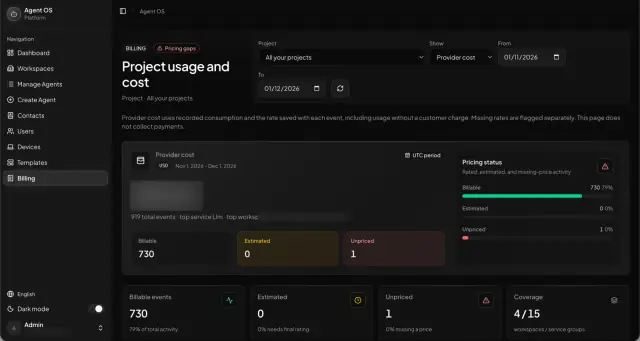 Agent OS
Platform
Agent OS
Navigation
Dashboard
Workspaces
Manage Agents
Create Agent
Contacts
Users
Devices
Templates
Billing
English
Dark mode
Admin
BILLING
Pricing gaps
Project usage and cost
Project · All your projects
Project
All your projects
Show
Provider cost
From
01/11/2026
To
01/12/2026
Provider cost uses recorded consumption and the rate saved with each event, including usage without a customer charge. Missing rates are flagged separately. This page does
not collect payments.
Provider cost
USD Nov 1, 2026 - Dec 1, 2026
UTC period
919 total events · top service Llm · top worksp
Billable
730
Estimated
0
Unpriced
1
Pricing status
Rated, estimated, and missing-price activity
Billable 730 79%
Estimated 0 0%
Unpriced 1 0%
Billable events
730
79% of total activity
Estimated
0
0% needs final rating
Unpriced
1
0% missing a price
Coverage
4 / 15
workspaces / service groups